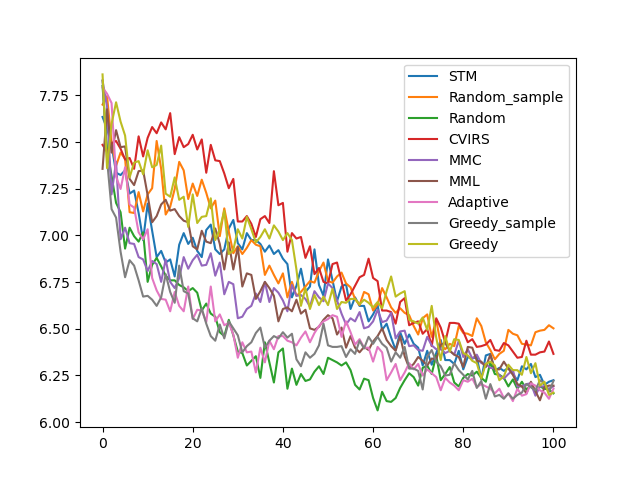 7.75
7.50
7.25
7.00
6.75
6.50
6.25
6.00
0
20
40
60
80
100
STM
Random_sample
Random
CVIRS
MMC
MML
Adaptive
Greedy_sample
Greedy